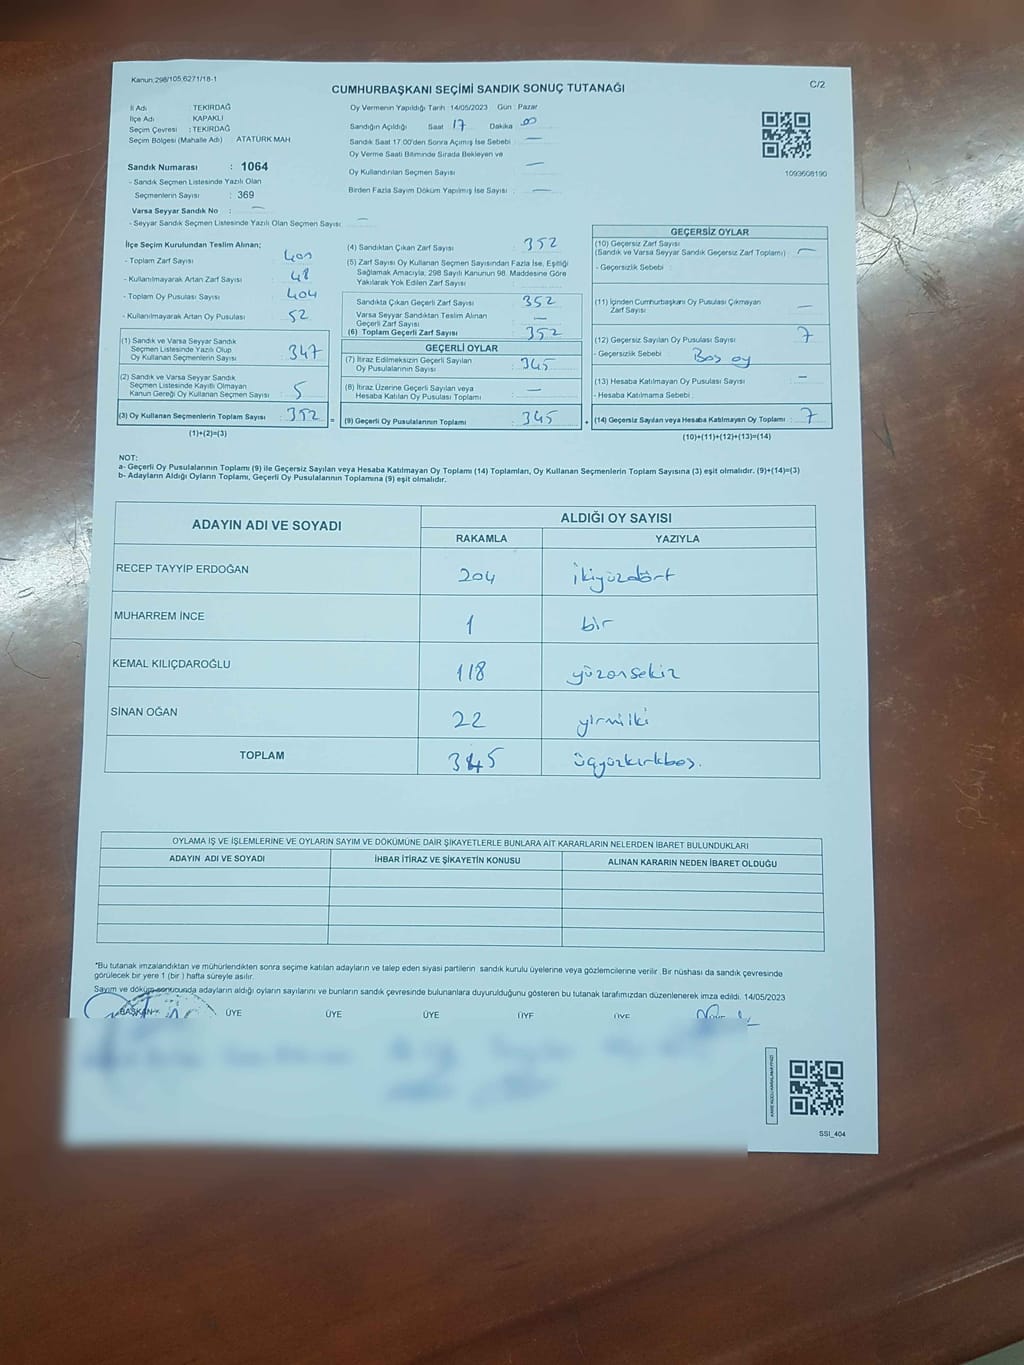 Kanun:298/105,6271/18-1
C/2
CUMHURBAŞKANI SEÇİMİ SANDIK SONUÇ TUTANAĞI
İl Adı : TEKİRDAĞ
İlçe Adı : KAPAKLI
Seçim Çevresi : TEKİRDAĞ
Seçim Bölgesi (Mahalle Adı) : ATATÜRK MAH
Sandık Numarası : 1064
- Sandık Seçmen Listesinde Yazılı Olan
Seçmenlerin Sayısı : 369
Varsa Seyyar Sandık No : —
- Seyyar Sandık Seçmen Listesinde Yazılı Olan Seçmen Sayısı : —
Oy Vermenin Yapıldığı Tarih :14/05/2023 Gün : Pazar
Sandığın Açıldığı Saat 17 Dakika 00
Sandık Saat 17:00'den Sonra Açımış İse Sebebi : —
Oy Verme Saati Bitiminde Sırada Bekleyen ve
Oy Kullandırılan Seçmen Sayısı : —
Birden Fazla Sayım Döküm Yapılmış İse Sayısı : —
1093608190
İlçe Seçim Kurulundan Teslim Alınan;
- Toplam Zarf Sayısı : 400
- Kullanılmayarak Artan Zarf Sayısı : 48
- Toplam Oy Pusulası Sayısı : 404
- Kullanılmayarak Artan Oy Pusulası : 52
(1) Sandık ve Varsa Seyyar Sandık
Seçmen Listesinde Yazılı Olup
Oy Kullanan Seçmenlerin Sayısı : 347
(2) Sandık ve Varsa Seyyar Sandık
Seçmen Listesinde Kayıtlı Olmayan
Kanun Gereği Oy Kullanan Seçmen Sayısı : 5
(3) Oy Kullanan Seçmenlerin Toplam Sayısı : 352
(1)+(2)=(3)
(4) Sandıktan Çıkan Zarf Sayısı : 352
(5) Zarf Sayısı Oy Kullanan Seçmen Sayısından Fazla İse, Eşitliği
Sağlamak Amacıyla; 298 Sayılı Kanunun 98. Maddesine Göre
Yakılarak Yok Edilen Zarf Sayısı :
Sandıkta Çıkan Geçerli Zarf Sayısı : 352
Varsa Seyyar Sandıktan Teslim Alınan
Geçerli Zarf Sayısı : —
(6) Toplam Geçerli Zarf Sayısı : 352
GEÇERLİ OYLAR
(7) İtiraz Edilmeksizin Geçerli Sayılan
Oy Pusulalarının Sayısı : 345
(8) İtiraz Üzerine Geçerli Sayılan veya
Hesaba Katılan Oy Pusulası Toplamı : —
(9) Geçerli Oy Pusulalarının Toplamı : 345
GEÇERSİZ OYLAR
(10) Geçersiz Zarf Sayısı
(Sandık ve Varsa Seyyar Sandık Geçersiz Zarf Toplamı) : —
- Geçersizlik Sebebi :
(11) İçinden Cumhurbaşkanı Oy Pusulası Çıkmayan
Zarf Sayısı : —
(12) Geçersiz Sayılan Oy Pusulası Sayısı : 7
- Geçersizlik Sebebi : Boş oy
(13) Hesaba Katılmayan Oy Pusulası Sayısı : —
- Hesaba Katılmama Sebebi :
(14) Geçersiz Sayılan veya Hesaba Katılmayan Oy Toplamı : 7
(10)+(11)+(12)+(13)=(14)
NOT:
a- Geçerli Oy Pusulalarının Toplamı (9) ile Geçersiz Sayılan veya Hesaba Katılmayan Oy Toplamı (14) Toplamları, Oy Kullanan Seçmenlerin Toplam Sayısına (3) eşit olmalıdır. (9)+(14)=(3)
b- Adayların Aldığı Oyların Toplamı, Geçerli Oy Pusulalarının Toplamına (9) eşit olmalıdır.
ADAYIN ADI VE SOYADI ALDIĞI OY SAYISI
RAKAMLA YAZIYLA
RECEP TAYYİP ERDOĞAN 204 ikiyüzdört
MUHARREM İNCE 1 bir
KEMAL KILIÇDAROĞLU 118 yüzonsekiz
SİNAN OĞAN 22 yirmiiki
TOPLAM 345 üçyüzkırkbeş.
OYLAMA İŞ VE İŞLEMLERİNE VE OYLARIN SAYIM VE DÖKÜMÜNE DAİR ŞİKAYETLERLE BUNLARA AİT KARARLARIN NELERDEN İBARET BULUNDUKLARI
ADAYIN ADI VE SOYADI İHBAR İTİRAZ VE ŞİKAYETİN KONUSU ALINAN KARARIN NEDEN İBARET OLDUĞU
*Bu tutanak imzalandıktan ve mühürlendikten sonra seçime katılan adayların ve talep eden siyasi partilerin sandık kurulu üyelerine veya gözlemcilerine verilir. Bir nüshası da sandık çevresinde
görülecek bir yere 1 (bir ) hafta süreyle asılır.
Sayım ve döküm sonucunda adayların aldığı oyların sayılarını ve bunların sandık çevresinde bulunanlara duyurulduğunu gösteren bu tutanak tarafımızdan düzenlenerek imza edildi. 14/05/2023
BAŞKAN ÜYE ÜYE ÜYE ÜYE ÜYE
SSI_404